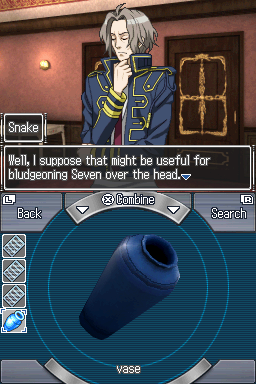 Snake
Well, I suppose that might be useful for
bludgeoning Seven over the head.
L
Combine
R
Back
Search
vase